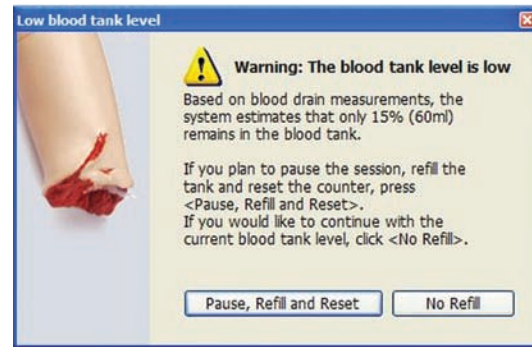 Low blood tank level
Warning: The blood tank level is low
Based on blood drain measurements, the
system estimates that only 15% (60ml)
remains in the blood tank.
If you plan to pause the session, refill the
tank and reset the counter, press
<Pause, Refill and Reset>.
If you would like to continue with the
current blood tank level, click <No Refill>.
Pause, Refill and Reset
No Refill